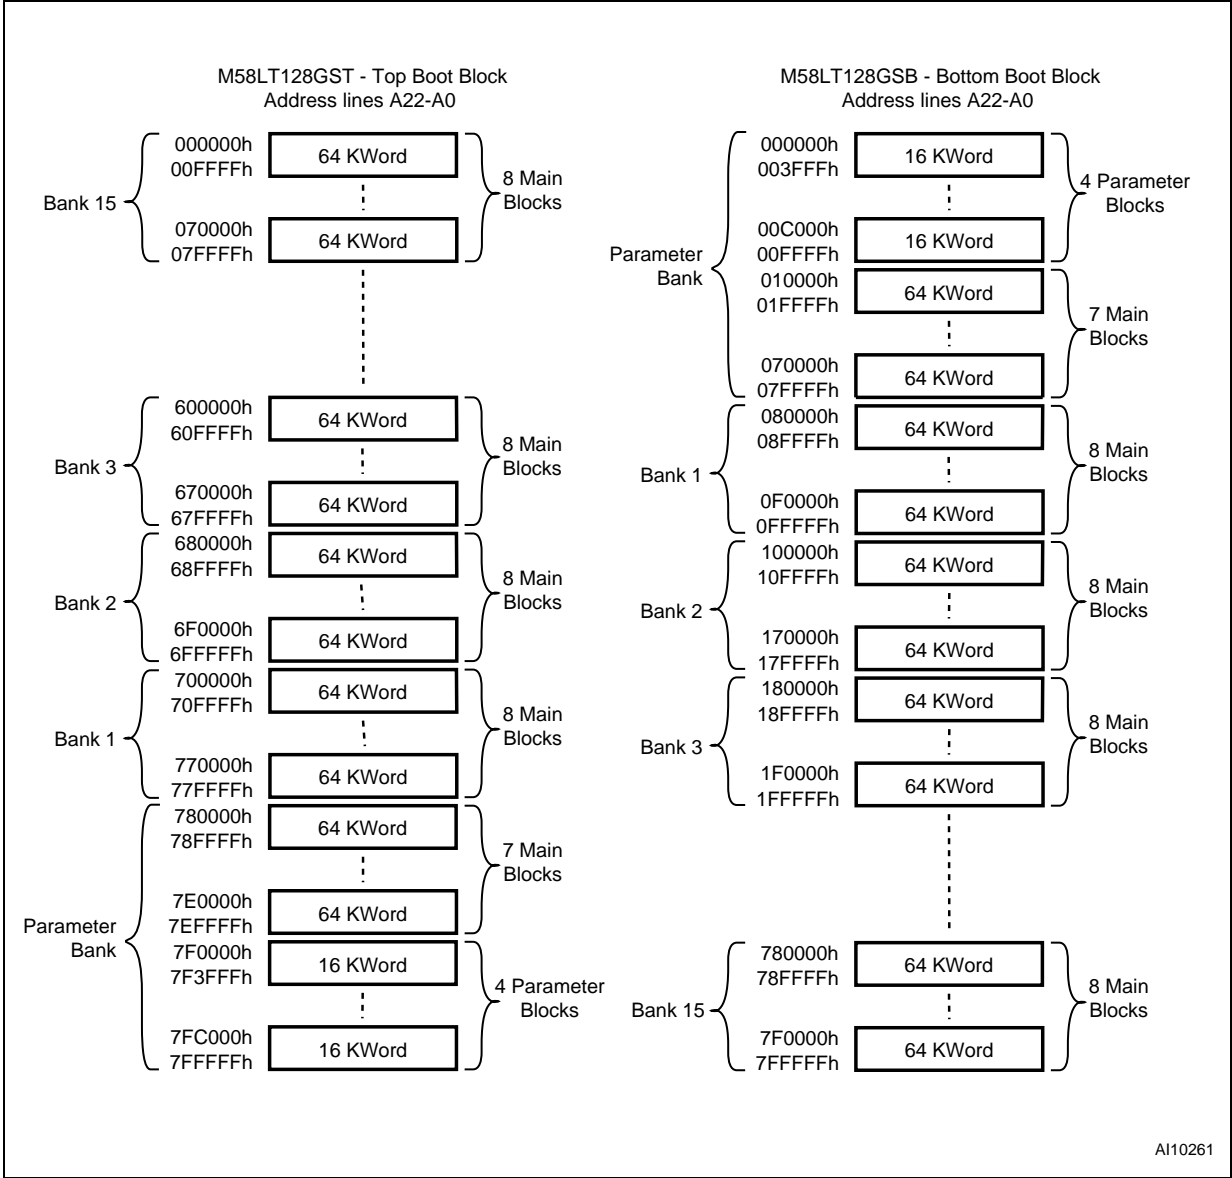 M58LT128GST - Top Boot Block
Address lines A22-A0
000000h
00FFFFh
64 KWord
Bank 15
8 Main
Blocks
070000h
07FFFFh
64 KWord
600000h
60FFFFh
64 KWord
Bank 3
8 Main
Blocks
670000h
67FFFFh
64 KWord
680000h
68FFFFh
64 KWord
Bank 2
8 Main
Blocks
6F0000h
6FFFFFh
64 KWord
700000h
70FFFFh
64 KWord
Bank 1
8 Main
Blocks
770000h
77FFFFh
64 KWord
780000h
78FFFFh
64 KWord
7 Main
Blocks
7E0000h
7EFFFFh
64 KWord
Parameter
Bank
7F0000h
7F3FFFh
16 KWord
4 Parameter
Blocks
7FC000h
7FFFFFh
16 KWord
M58LT128GSB - Bottom Boot Block
Address lines A22-A0
000000h
003FFFh
16 KWord
4 Parameter
Blocks
00C000h
00FFFFh
16 KWord
Parameter
Bank
010000h
01FFFFh
64 KWord
7 Main
Blocks
070000h
07FFFFh
64 KWord
080000h
08FFFFh
64 KWord
Bank 1
8 Main
Blocks
0F0000h
0FFFFFh
64 KWord
100000h
10FFFFh
64 KWord
Bank 2
8 Main
Blocks
170000h
17FFFFh
64 KWord
180000h
18FFFFh
64 KWord
Bank 3
8 Main
Blocks
1F0000h
1FFFFFh
64 KWord
780000h
78FFFFh
64 KWord
Bank 15
8 Main
Blocks
7F0000h
7FFFFFh
64 KWord
AI10261